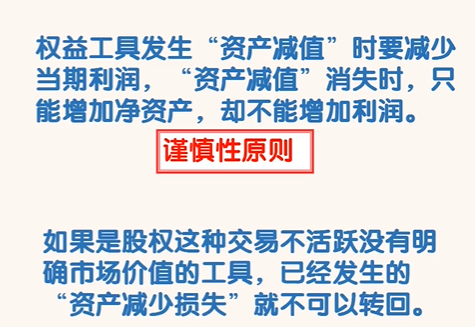 权益工具发生“资产减值”时要减少
当期利润，“资产减值”消失时，只
能增加净资产，却不能增加利润。
谨慎性原则
如果是股权这种交易不活跃没有明
确市场价值的工具，已经发生的
“资产减少损失”就不可以转回。